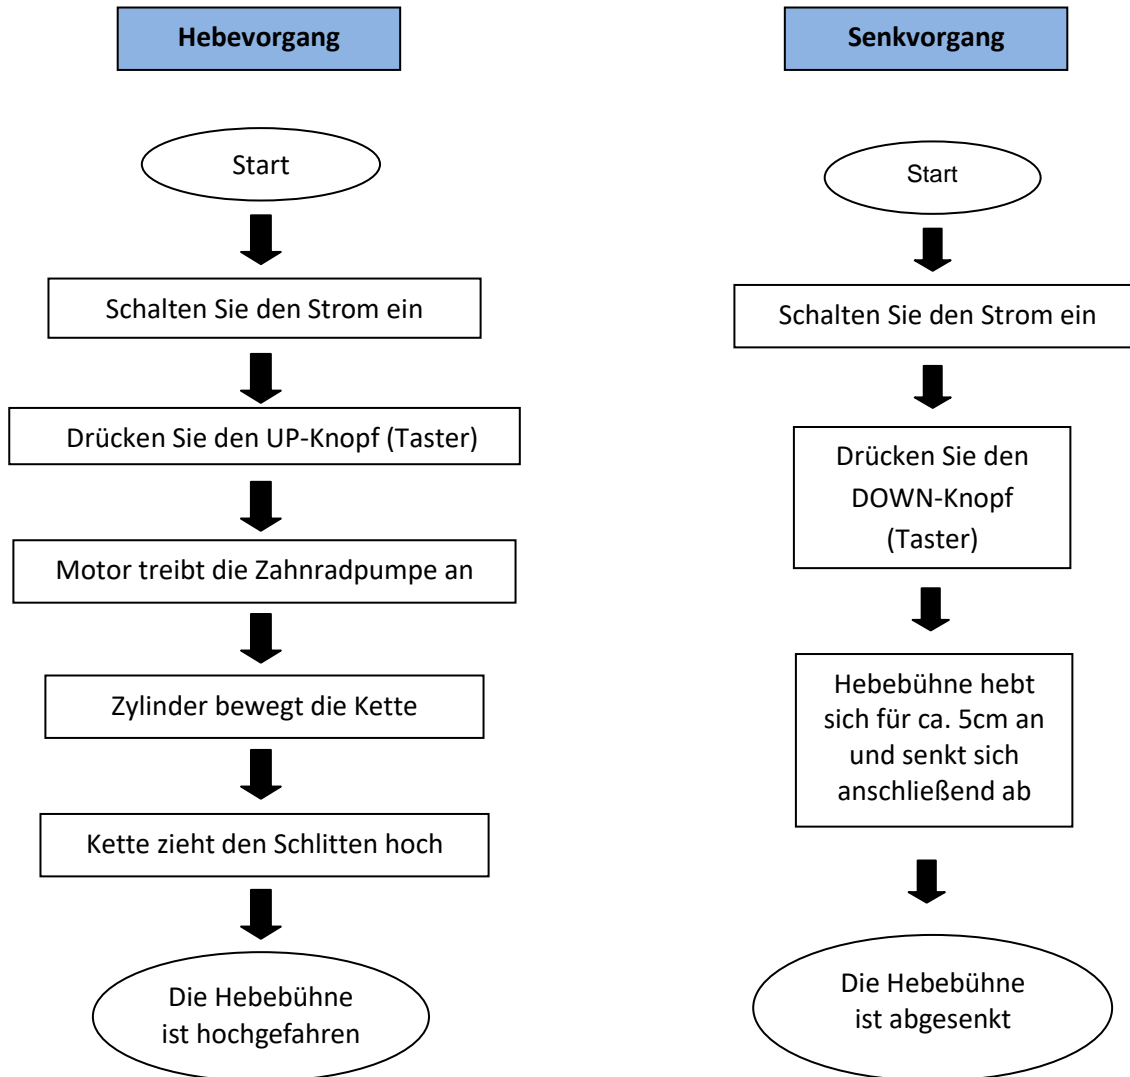 Hebevorgang
Start
Schalten Sie den Strom ein
Drücken Sie den UP-Knopf (Taster)
Motor treibt die Zahnradpumpe an
Zylinder bewegt die Kette
Kette zieht den Schlitten hoch
Die Hebebühne
ist hochgefahren
Senkvorgang
Start
Schalten Sie den Strom ein
Drücken Sie den
DOWN-Knopf
(Taster)
Hebebühne hebt
sich für ca. 5cm an
und senkt sich
anschließend ab
Die Hebebühne
ist abgesenkt